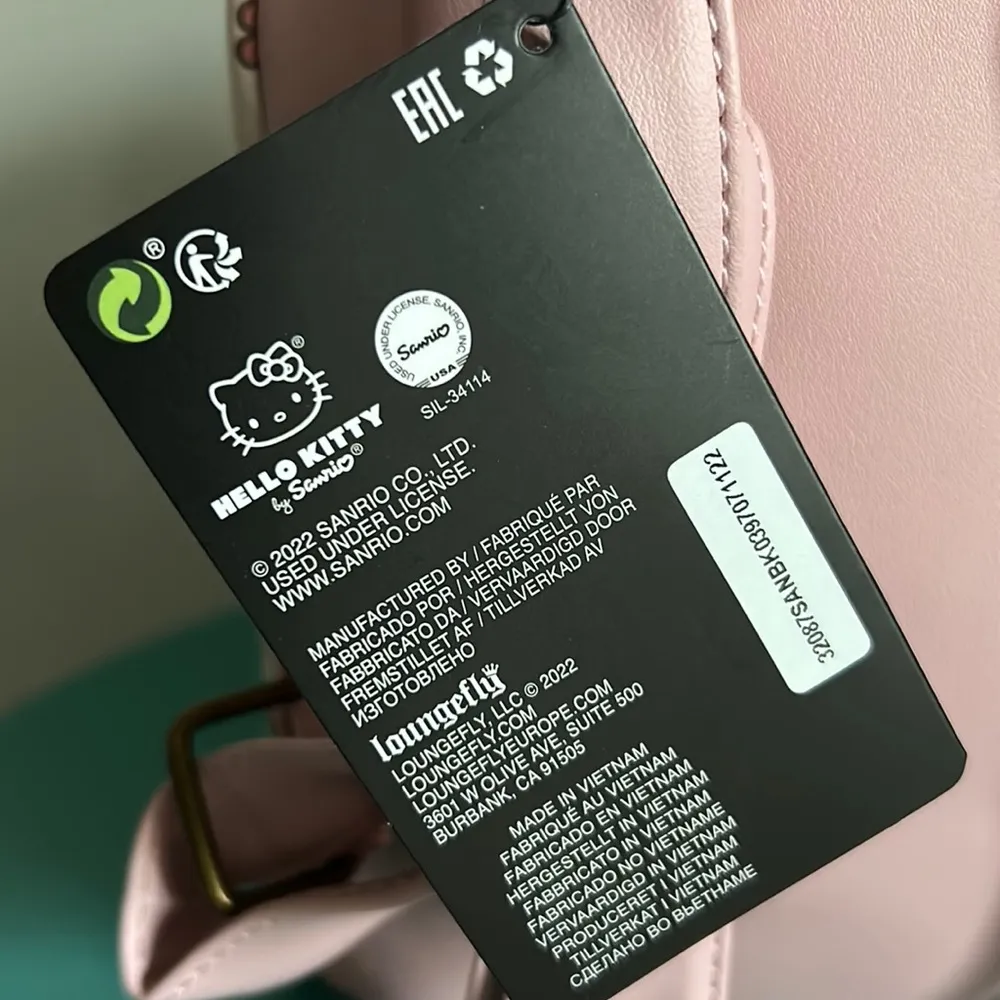 EAC
®
USED UNDER LICENSE, SANRIO, INC.
Sanrio
USA
SIL-34114
®
HELLO KITTY
by Sanrio®
© 2022 SANRIO CO., LTD.
USED UNDER LICENSE.
WWW.SANRIO.COM
MANUFACTURED BY / FABRIQUÉ PAR
FABRICADO POR / HERGESTELLT VON
FABBRICATO DA / VERVAARDIGD DOOR
FREMSTILLET AF / TILLVERKAD AV
ИЗГОТОВЛЕНО
loungefly
LOUNGEFLY, LLC © 2022
LOUNGEFLY.COM
LOUNGEFLYEUROPE.COM
3601 W OLIVE AVE. SUITE 500
BURBANK, CA 91505
MADE IN VIETNAM
FABRIQUÉ AU VIETNAM
FABRICADO EN VIETNAM
HERGESTELLT IN VIETNAM
FABBRICATO IN VIETNAM
FABRICADO NO VIETNAME
VERVAARDIGD IN VIETNAM
PRODUCERET I VIETNAM
TILLVERKAT I VIETNAM
СДЕЛАНО ВО ВЬЕТНАМЕ
32087SANBK0397071122